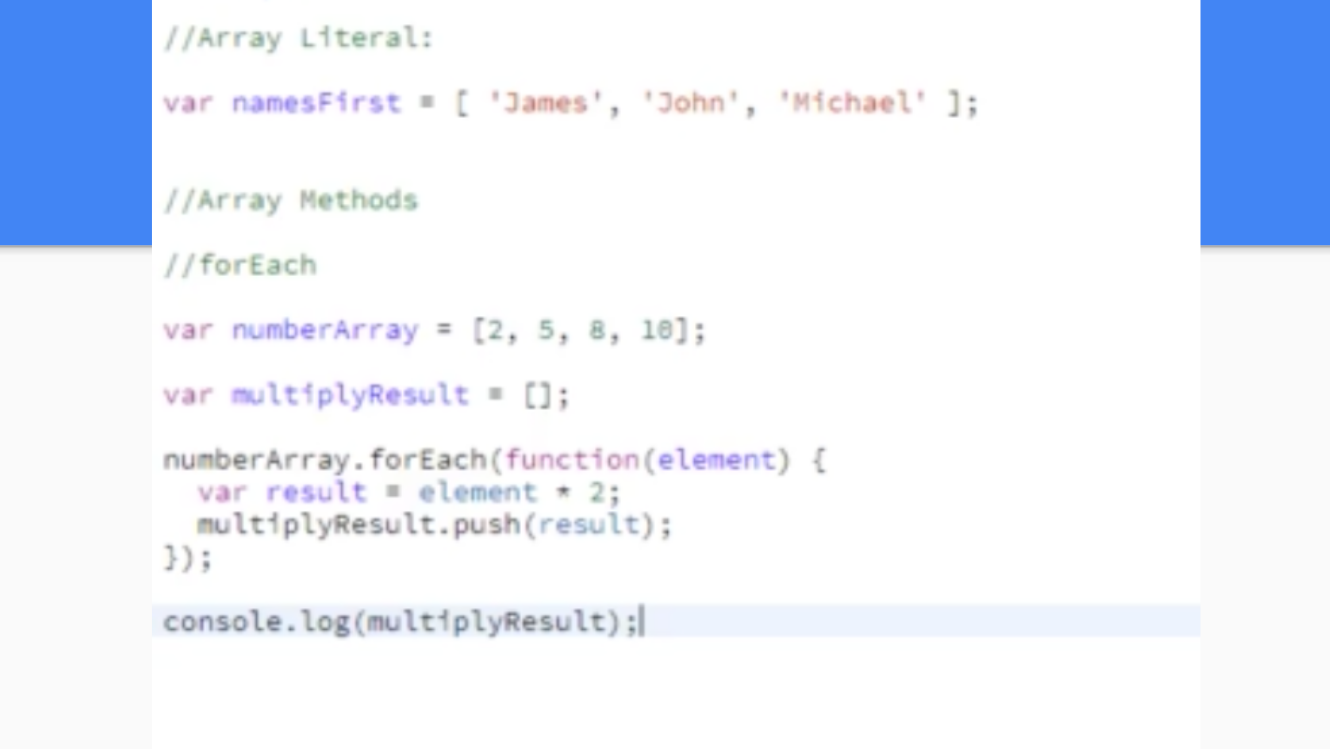 //Array Literal:
var namesFirst = [ 'James', 'John', 'Michael' ];
//Array Methods
//forEach
var numberArray = [2, 5, 8, 10];
var multiplyResult = [];
numberArray.forEach(function(element) {
  var result = element * 2;
  multiplyResult.push(result);
});
console.log(multiplyResult);